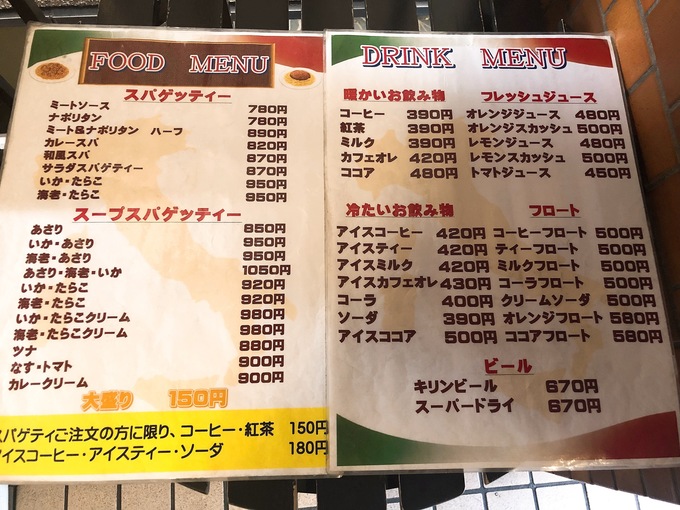 FOOD MENU
スパゲッティー
ミートソース 780円
ナポリタン 780円
ミート&ナポリタン ハーフ 890円
カレースパ 820円
和風スパ 870円
サラダスパゲティー 870円
いか・たらこ 950円
海老・たらこ 950円
スープスパゲッティー
あさり 850円
いか・あさり 950円
海老・あさり 950円
あさり・海老・いか 1050円
いか・たらこ 920円
海老・たらこ 920円
いか・たらこクリーム 980円
海老・たらこクリーム 980円
ツナ 880円
なす・トマト 900円
カレークリーム 900円
大盛り 150円
スパゲティご注文の方に限り、コーヒー・紅茶 150円
アイスコーヒー・アイスティー・ソーダ 180円
DRINK MENU
暖かいお飲み物
コーヒー 390円
紅茶 390円
ミルク 390円
カフェオレ 420円
ココア 480円
フレッシュジュース
オレンジジュース 480円
オレンジスカッシュ 500円
レモンジュース 480円
レモンスカッシュ 500円
トマトジュース 450円
冷たいお飲み物
アイスコーヒー 420円
アイスティー 420円
アイスミルク 420円
アイスカフェオレ 430円
コーラ 400円
ソーダ 390円
アイスココア 500円
フロート
コーヒーフロート 500円
ティーフロート 500円
ミルクフロート 500円
コーラフロート 500円
クリームソーダ 500円
オレンジフロート 580円
ココアフロート 580円
ビール
キリンビール 670円
スーパードライ 670円